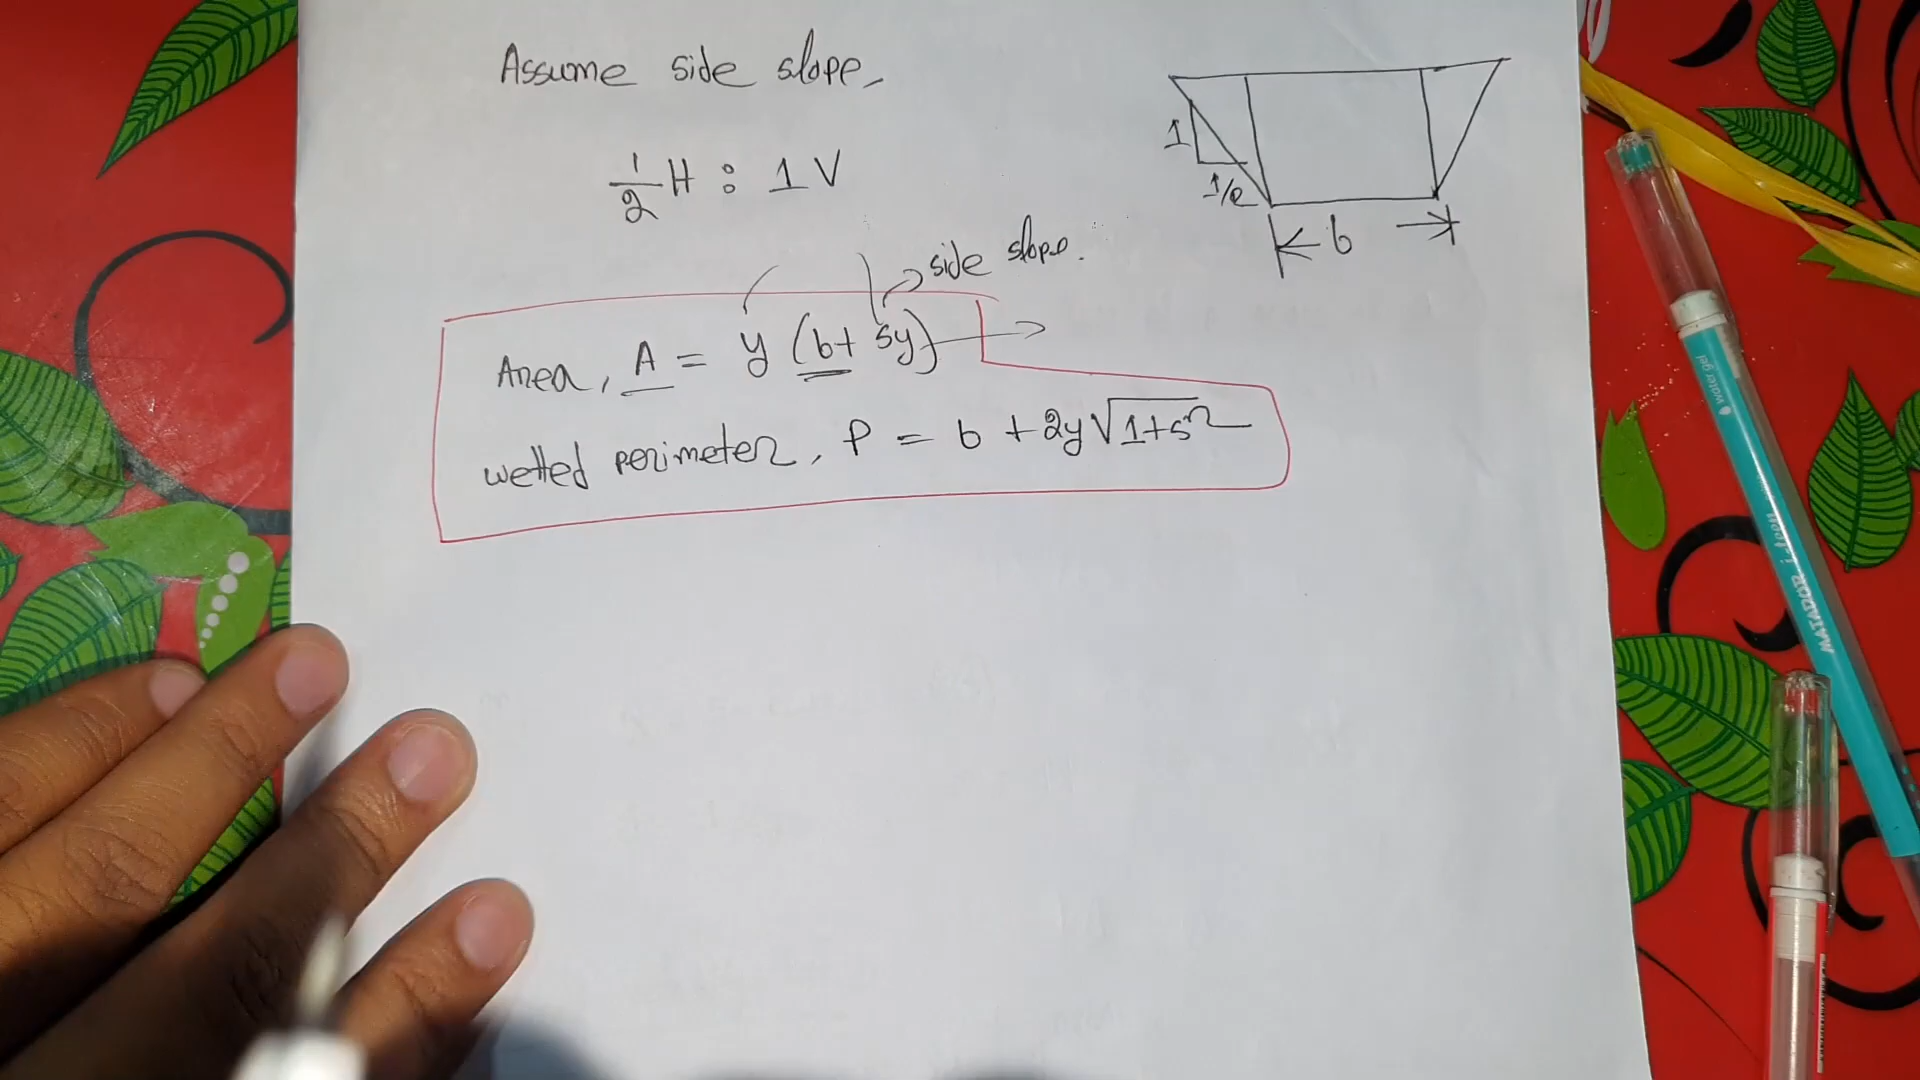 Assume side slope,
1/2 H : 1 V
1
1/2
b
side slope.
Area, A = y (b + sy)
wetted perimeter, P = b + 2y√1+s²
water gel
MATADOR i-teen